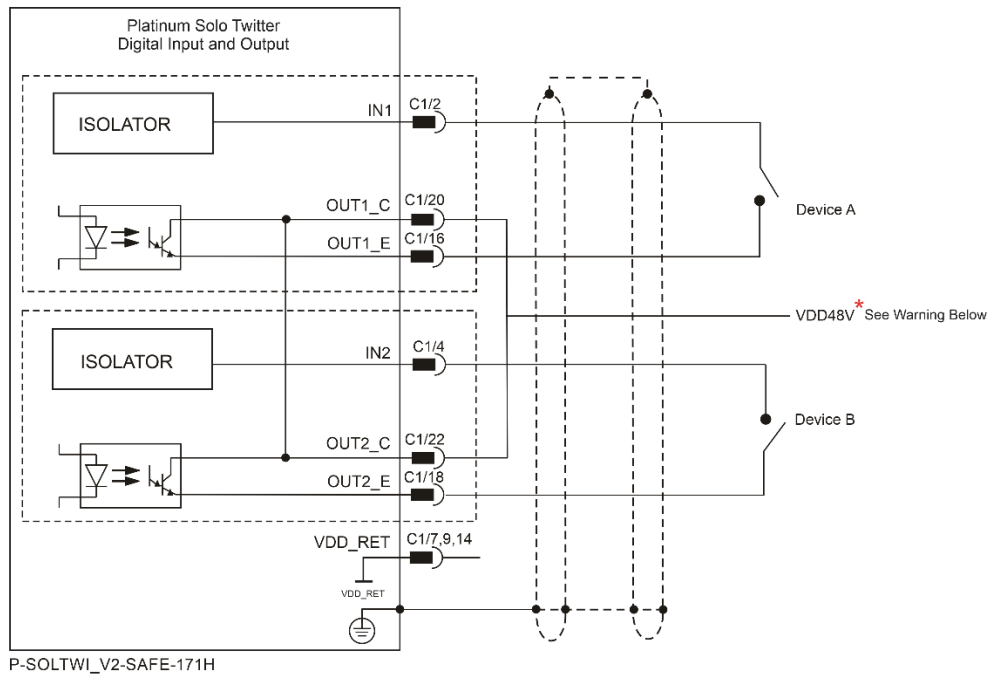 Platinum Solo Twitter
Digital Input and Output
ISOLATOR
IN1
C1/2
OUT1_C
C1/20
OUT1_E
C1/16
Device A
VDD48V* See Warning Below
ISOLATOR
IN2
C1/4
Device B
OUT2_C
C1/22
OUT2_E
C1/18
VDD_RET
C1/7,9,14
VDD_RET
P-SOLTWI_V2-SAFE-171H